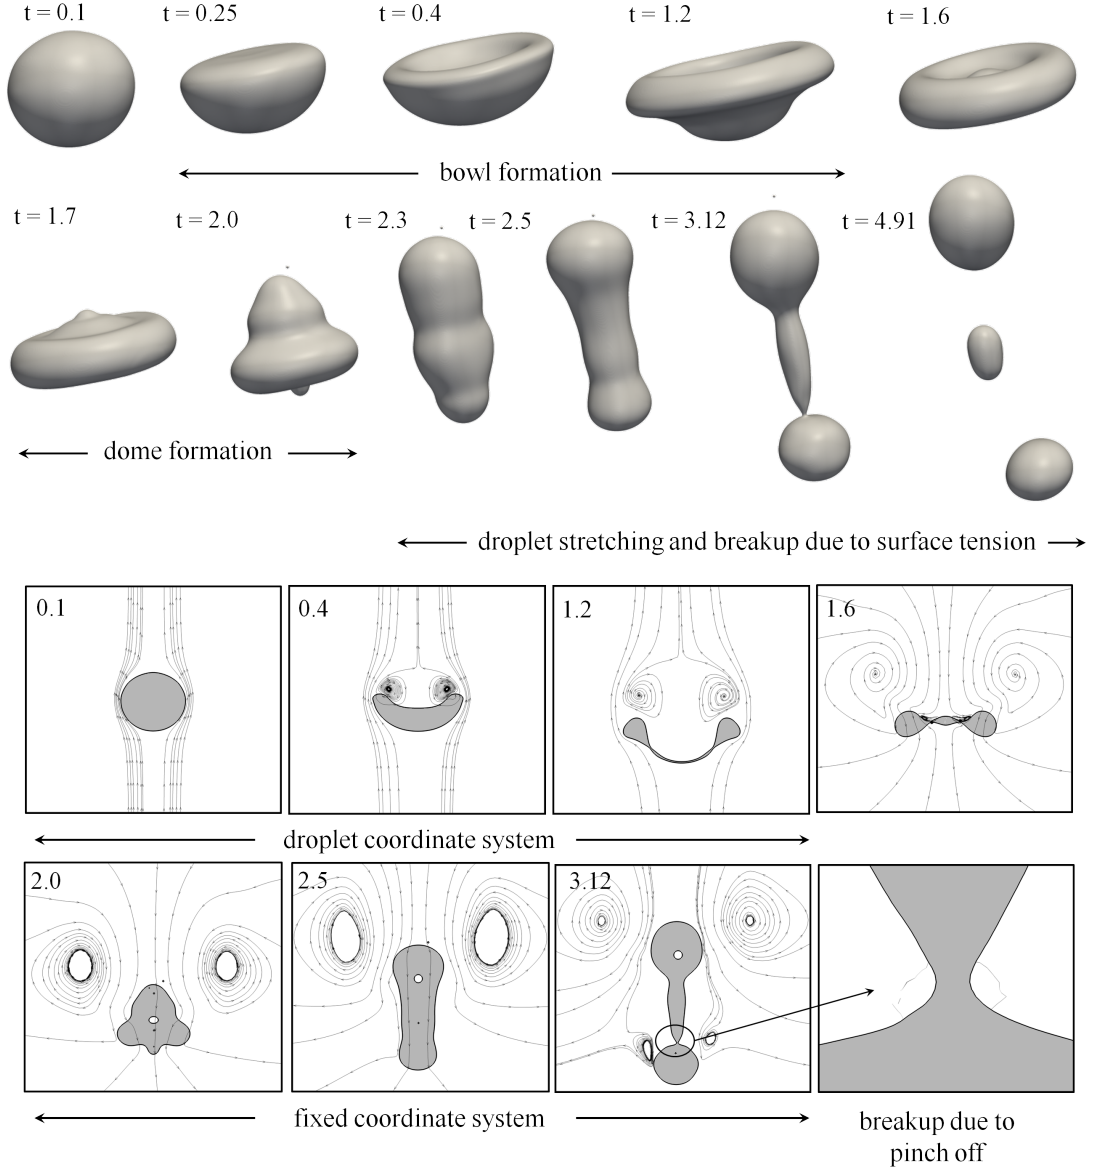 t = 0.1
t = 0.25
t = 0.4
t = 1.2
t = 1.6
bowl formation
t = 1.7
t = 2.0
t = 2.3
t = 2.5
t = 3.12
t = 4.91
dome formation
droplet stretching and breakup due to surface tension
0.1
0.4
1.2
1.6
droplet coordinate system
2.0
2.5
3.12
fixed coordinate system
breakup due to
pinch off